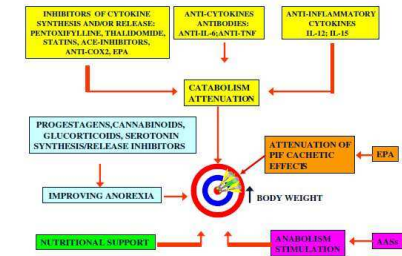 INHIBITORS OF CYTOKINE
SYNTHESIS AND/OR RELEASE:
PENTOXIFYLLINE, THALIDOMIDE,
STATINS, ACE-INHIBITORS,
ANTI-COX2, EPA
ANTI-CYTOKINES
ANTIBODIES:
ANTI-IL-6;ANTI-TNF
ANTI-INFLAMMATORY
CYTOKINES
IL-12; IL-15
CATABOLISM
ATTENUATION
PROGESTAGENS,CANNABINOIDS,
GLUCORTICOIDS, SEROTONIN
SYNTHESIS/RELEASE INHIBITORS
ATTENUATION OF
PIF CACHETIC
EFFECTS
EPA
IMPROVING ANOREXIA
BODY WEIGHT
NUTRITIONAL SUPPORT
ANABOLISM
STIMULATION
AASs